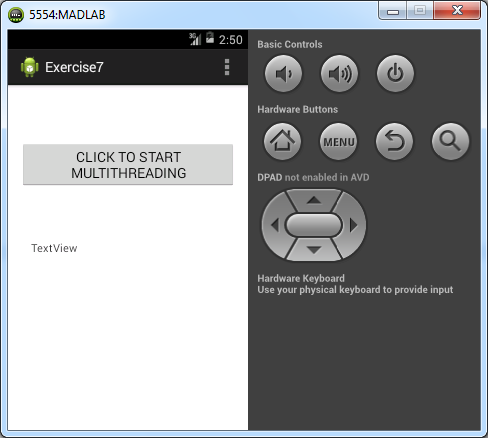 5554:MADLAB
3G 2:50
Exercise7
CLICK TO START
MULTITHREADING
TextView
Basic Controls
Hardware Buttons
MENU
DPAD not enabled in AVD
Hardware Keyboard
Use your physical keyboard to provide input